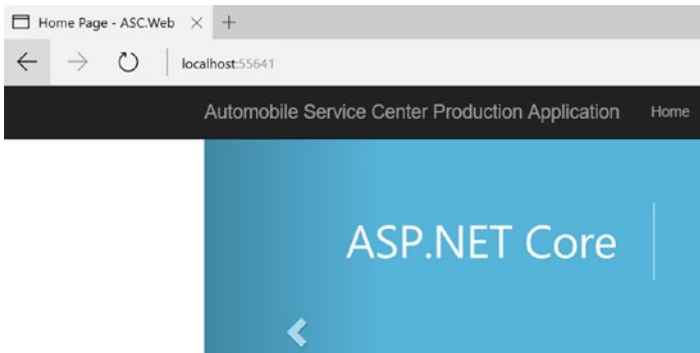 Home Page - ASC.Web
localhost:55641
Automobile Service Center Production Application Home
ASP.NET Core